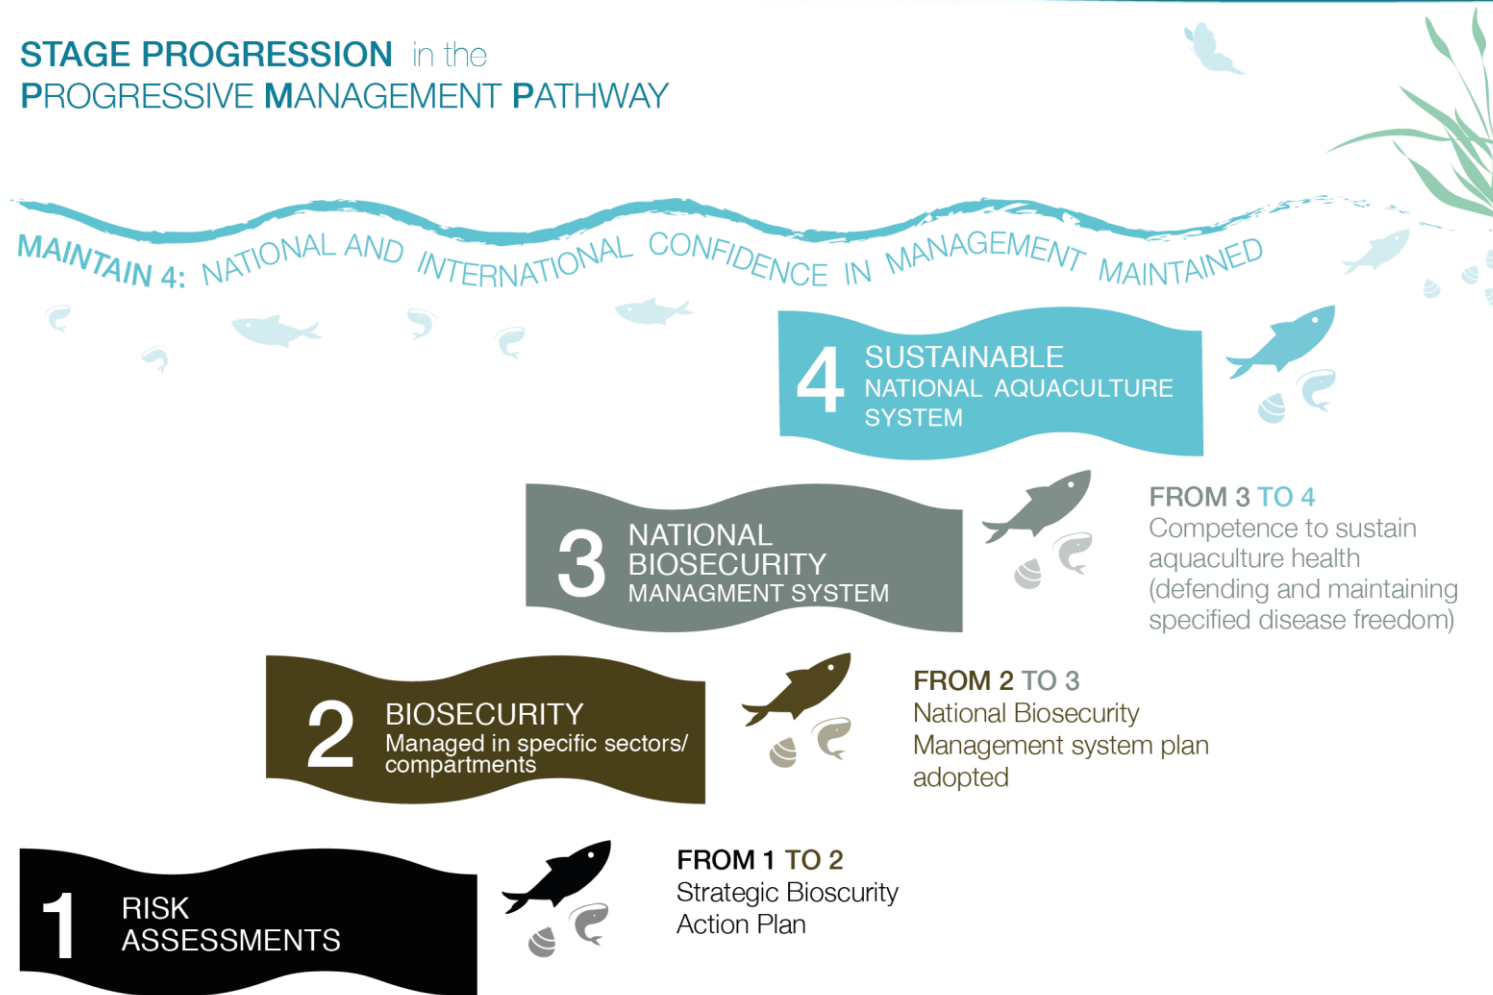 STAGE PROGRESSION in the
PROGRESSIVE MANAGEMENT PATHWAY
MAINTAIN 4: NATIONAL AND INTERNATIONAL CONFIDENCE IN MANAGEMENT MAINTAINED
4 SUSTAINABLE
NATIONAL AQUACULTURE
SYSTEM
FROM 3 TO 4
Competence to sustain
aquaculture health
(defending and maintaining
specified disease freedom)
3 NATIONAL
BIOSECURITY
MANAGMENT SYSTEM
FROM 2 TO 3
National Biosecurity
Management system plan
adopted
2 BIOSECURITY
Managed in specific sectors/
compartments
FROM 1 TO 2
Strategic Bioscurity
Action Plan
1 RISK
ASSESSMENTS